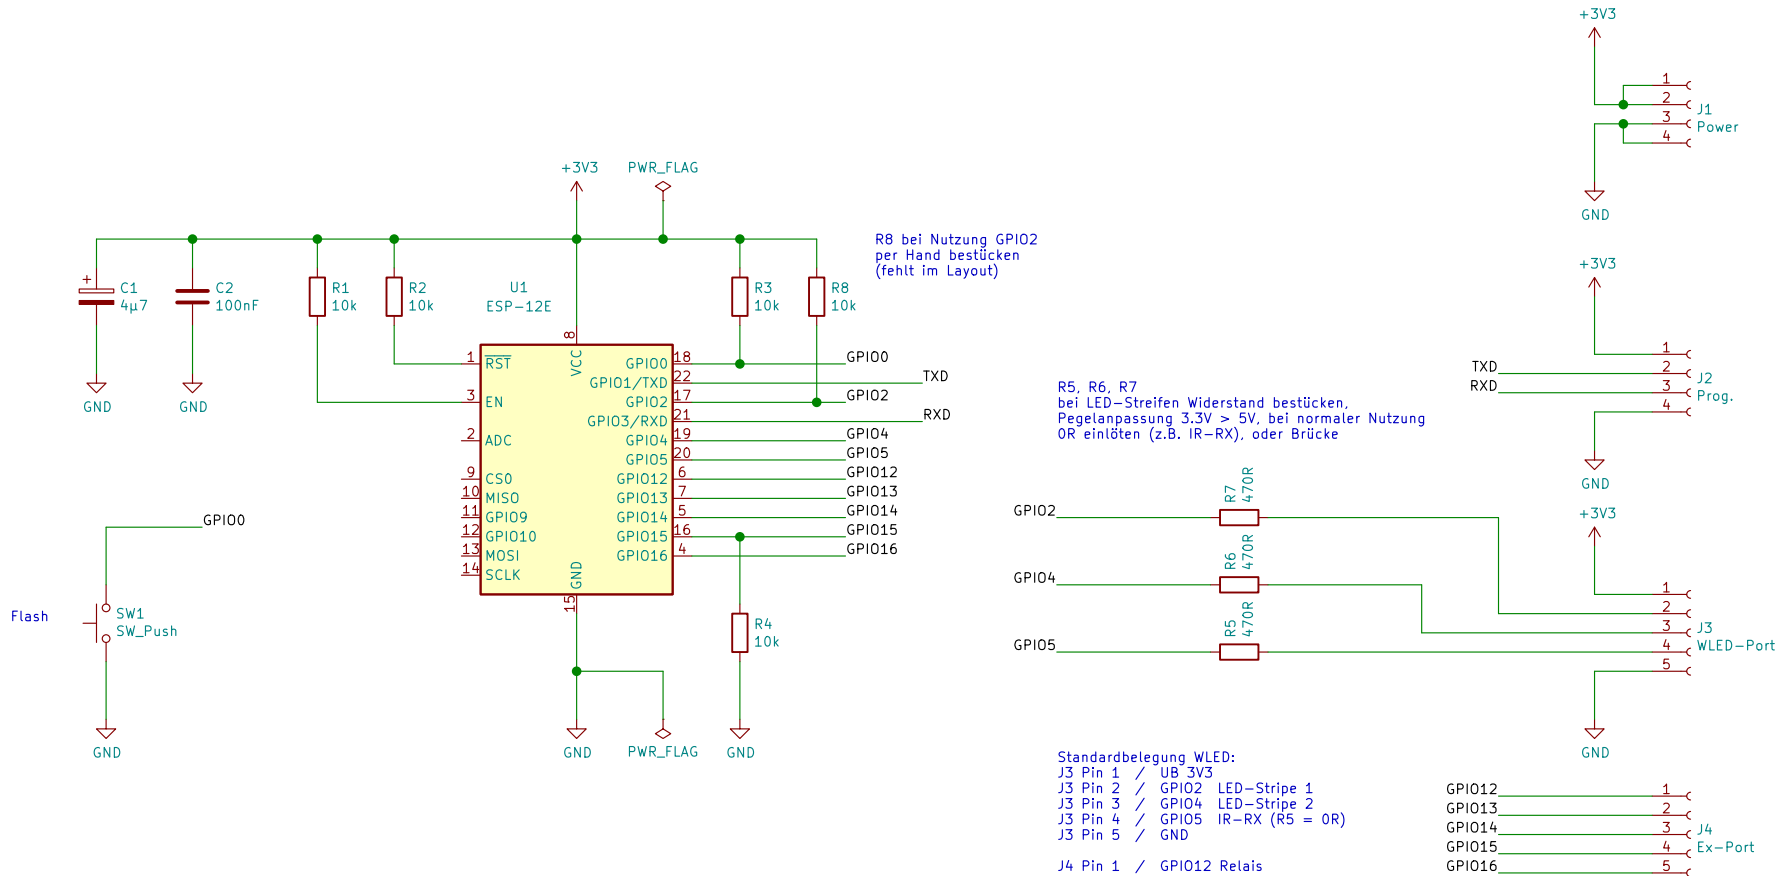 +3V3
1
2
3
4
J1
Power
GND
+3V3
PWR_FLAG
R8 bei Nutzung GPIO2
per Hand bestücken
(fehlt im Layout)
+
C1
4µ7
C2
100nF
R1
10k
R2
10k
R3
10k
R8
10k
GND
GND
U1
ESP-12E
8
VCC
1
RST
3
EN
2
ADC
9
CS0
10
MISO
11
GPIO9
12
GPIO10
13
MOSI
14
SCLK
GND
15
GPIO0
18
GPIO0
GPIO1/TXD
22
TXD
GPIO2
17
GPIO2
GPIO3/RXD
21
RXD
GPIO4
19
GPIO4
GPIO5
20
GPIO5
GPIO12
6
GPIO12
GPIO13
7
GPIO13
GPIO14
5
GPIO14
GPIO15
16
GPIO15
GPIO16
4
GPIO16
R4
10k
GND
PWR_FLAG
GND
GPIO0
Flash
SW1
SW_Push
GND
+3V3
TXD
RXD
1
2
3
4
J2
Prog.
GND
R5, R6, R7
bei LED-Streifen Widerstand bestücken,
Pegelanpassung 3.3V > 5V, bei normaler Nutzung
0R einlöten (z.B. IR-RX), oder Brücke
GPIO2
R7
470R
GPIO4
R6
470R
GPIO5
R5
470R
+3V3
1
2
3
4
5
J3
WLED-Port
GND
Standardbelegung WLED:
J3 Pin 1 / UB 3V3
J3 Pin 2 / GPIO2 LED-Stripe 1
J3 Pin 3 / GPIO4 LED-Stripe 2
J3 Pin 4 / GPIO5 IR-RX (R5 = 0R)
J3 Pin 5 / GND
J4 Pin 1 / GPIO12 Relais
GPIO12
1
GPIO13
2
GPIO14
3
GPIO15
4
GPIO16
5
J4
Ex-Port